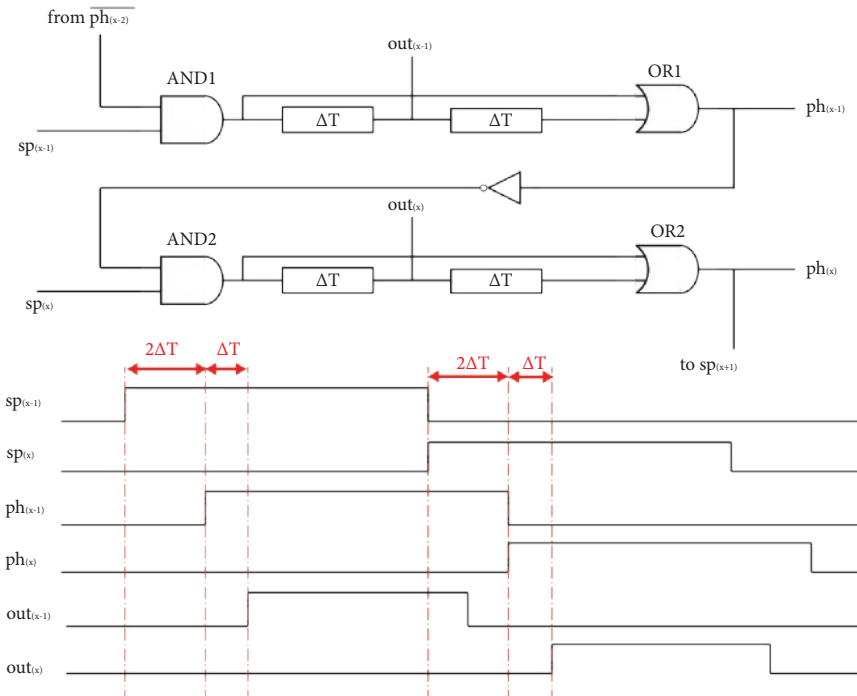 from ph(x-2)
out(x-1)
AND1
OR1
ΔT
ΔT
ph(x-1)
sp(x-1)
out(x)
AND2
OR2
ΔT
ΔT
ph(x)
sp(x)
to sp(x+1)
2ΔT
ΔT
2ΔT
ΔT
sp(x-1)
sp(x)
ph(x-1)
ph(x)
out(x-1)
out(x)